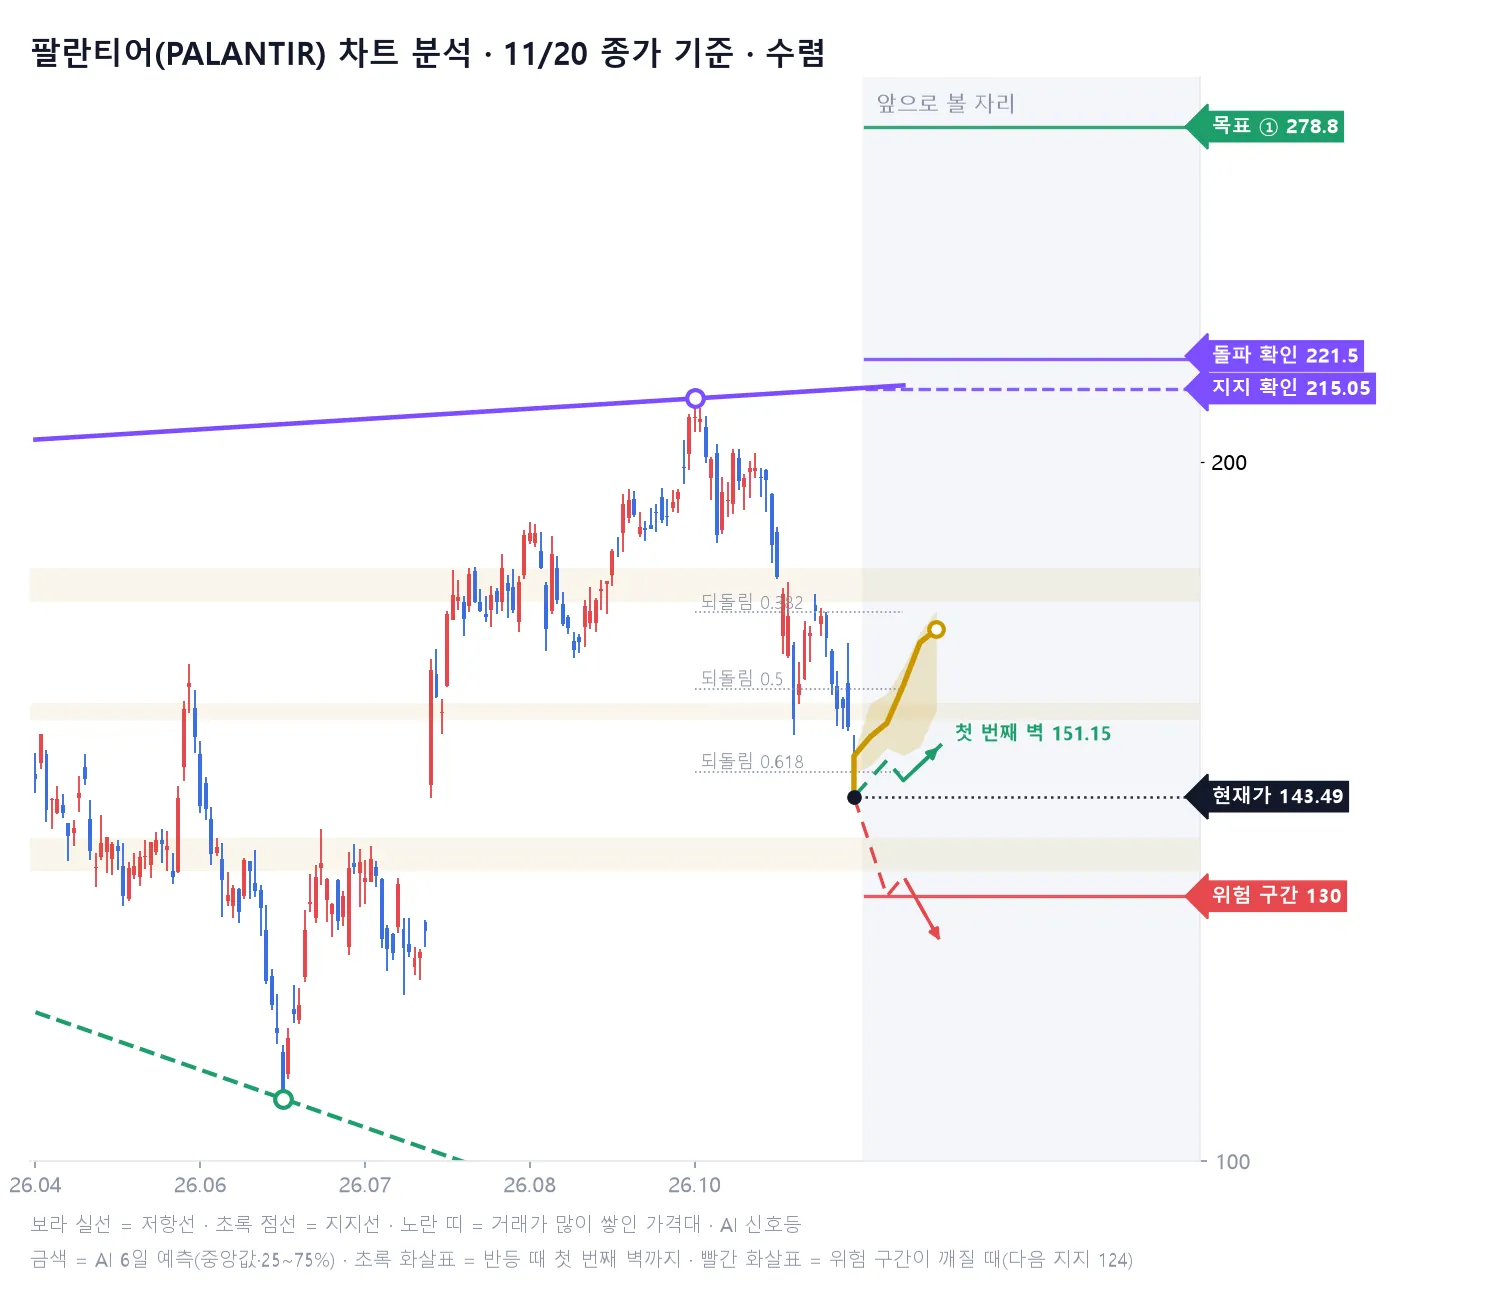 팔란티어(PALANTIR) 차트 분석 · 11/20 종가 기준 · 수렴
앞으로 볼 자리
목표 ① 278.8
돌파 확인 221.5
지지 확인 215.05
200
되돌림 0.382
되돌림 0.5
첫 번째 벽 151.15
되돌림 0.618
현재가 143.49
위험 구간 130
100
26.04 26.06 26.07 26.08 26.10
보라 실선 = 저항선 · 초록 점선 = 지지선 · 노란 띠 = 거래가 많이 쌓인 가격대 · AI 신호등
금색 = AI 6일 예측(중앙값·25~75%) · 초록 화살표 = 반등 때 첫 번째 벽까지 · 빨간 화살표 = 위험 구간이 깨질 때(다음 지지 124)